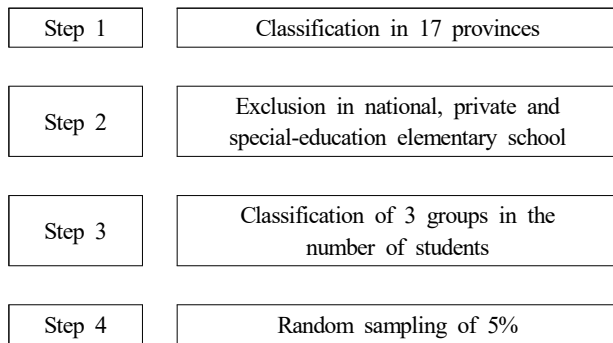 Step 1
Classification in 17 provinces
Step 2
Exclusion in national, private and
special-education elementary school
Step 3
Classification of 3 groups in the
number of students
Step 4
Random sampling of 5%